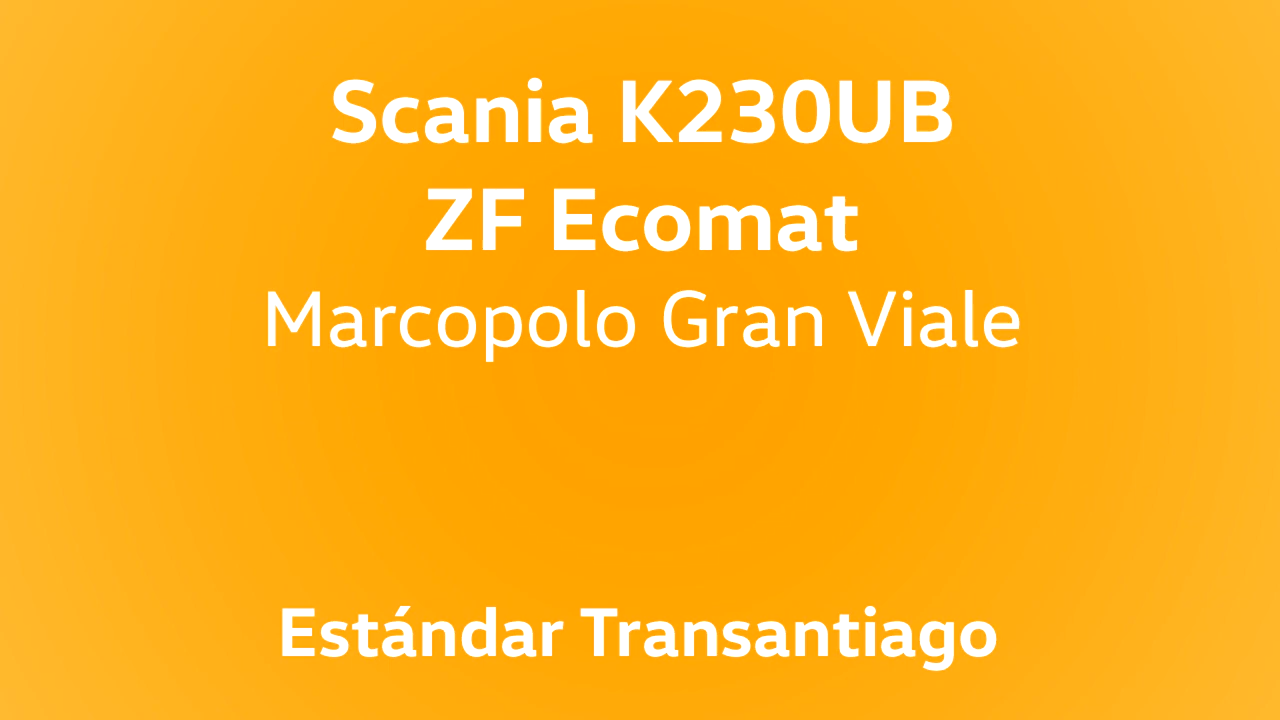 Scania K230UB
ZF Ecomat
Marcopolo Gran Viale
Estándar Transantiago